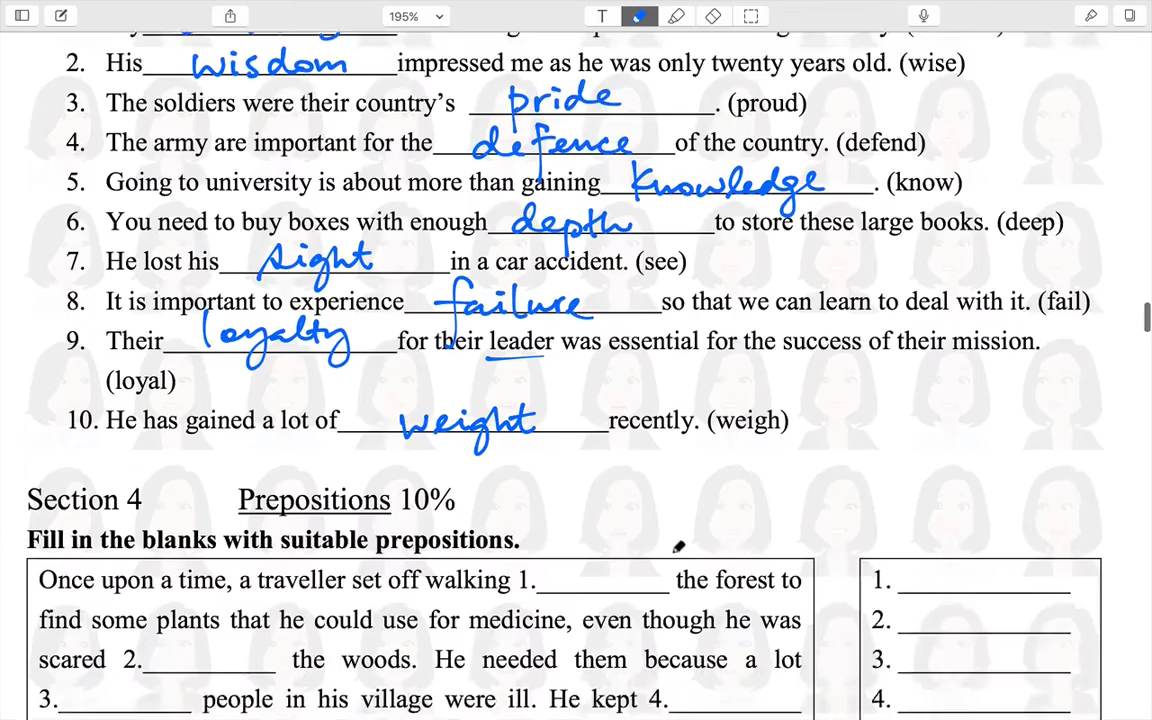 195%
T
2. His wisdom impressed me as he was only twenty years old. (wise)
3. The soldiers were their country's pride . (proud)
4. The army are important for the defence of the country. (defend)
5. Going to university is about more than gaining knowledge . (know)
6. You need to buy boxes with enough depth to store these large books. (deep)
7. He lost his sight in a car accident. (see)
8. It is important to experience failure so that we can learn to deal with it. (fail)
9. Their loyalty for their leader was essential for the success of their mission.
(loyal)
10. He has gained a lot of weight recently. (weigh)
Section 4 Prepositions 10%
Fill in the blanks with suitable prepositions.
Once upon a time, a traveller set off walking 1.__________ the forest to
find some plants that he could use for medicine, even though he was
scared 2.__________ the woods. He needed them because a lot
3.__________ people in his village were ill. He kept 4.__________
1. __________
2. __________
3. __________
4. __________